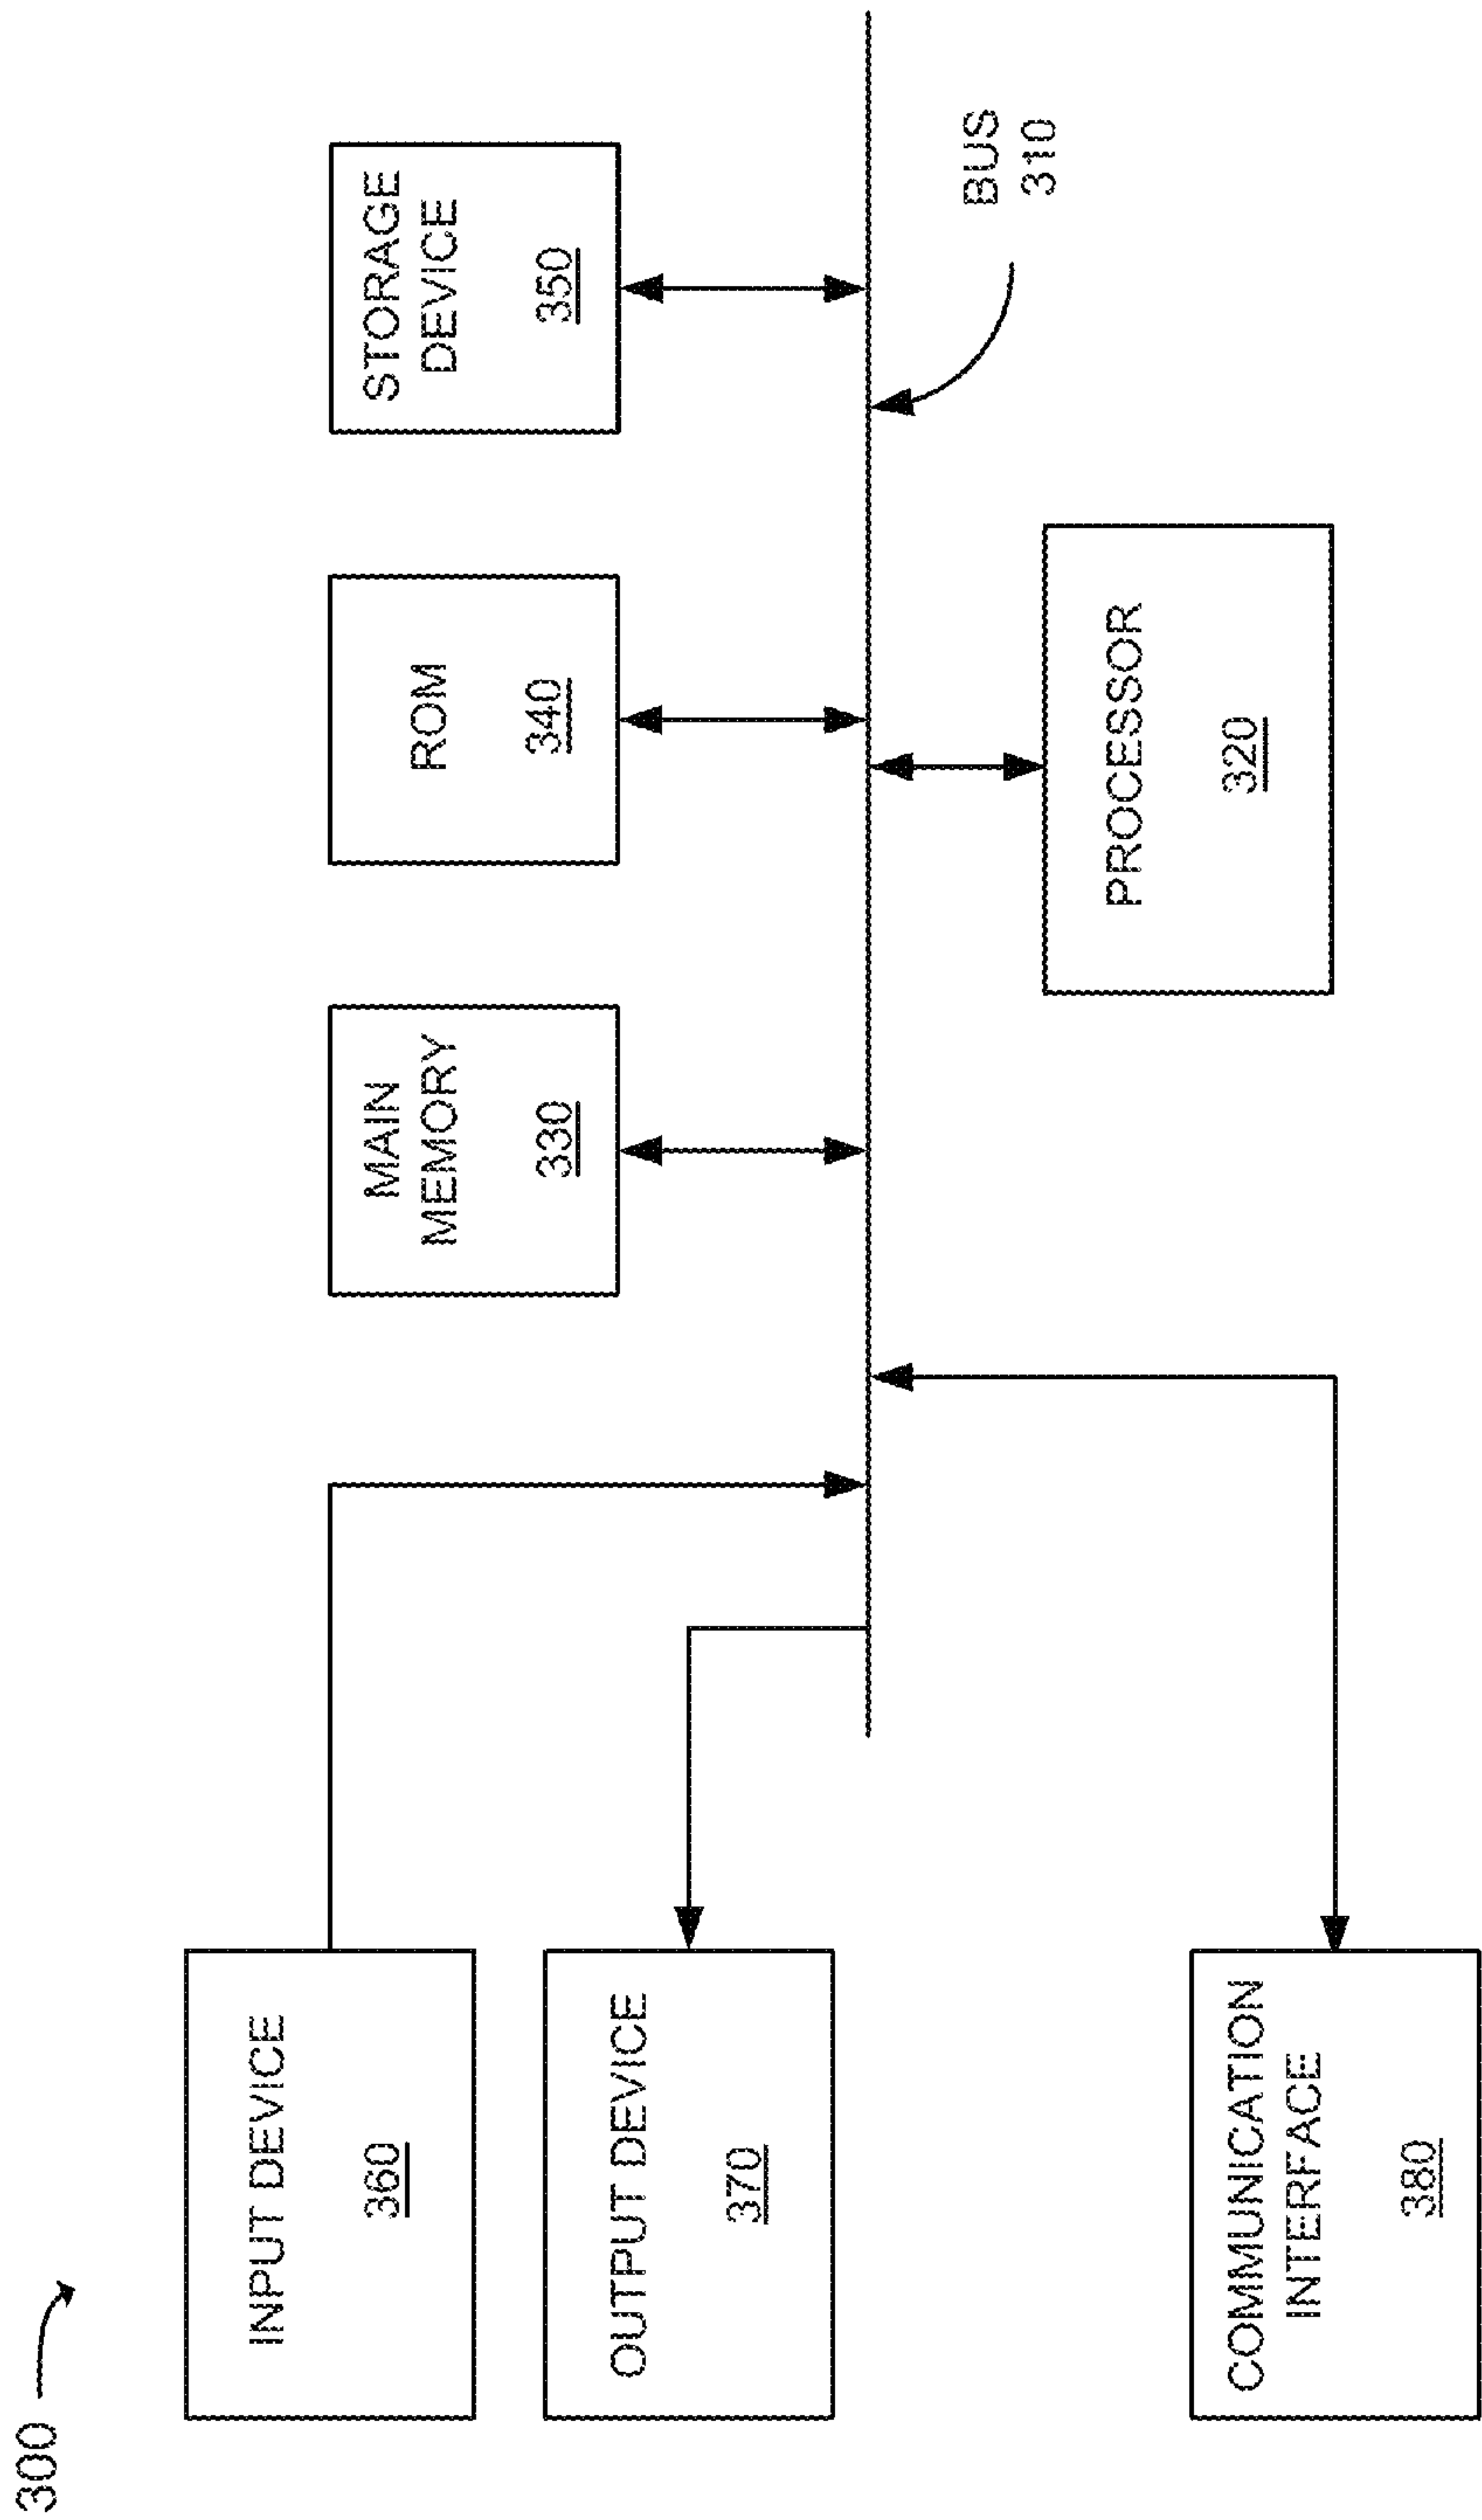 300
INPUT DEVICE
360
OUTPUT DEVICE
370
COMMUNICATION
INTERFACE
380
MAIN
MEMORY
330
ROM
340
STORAGE
DEVICE
350
PROCESSOR
320
BUS
310